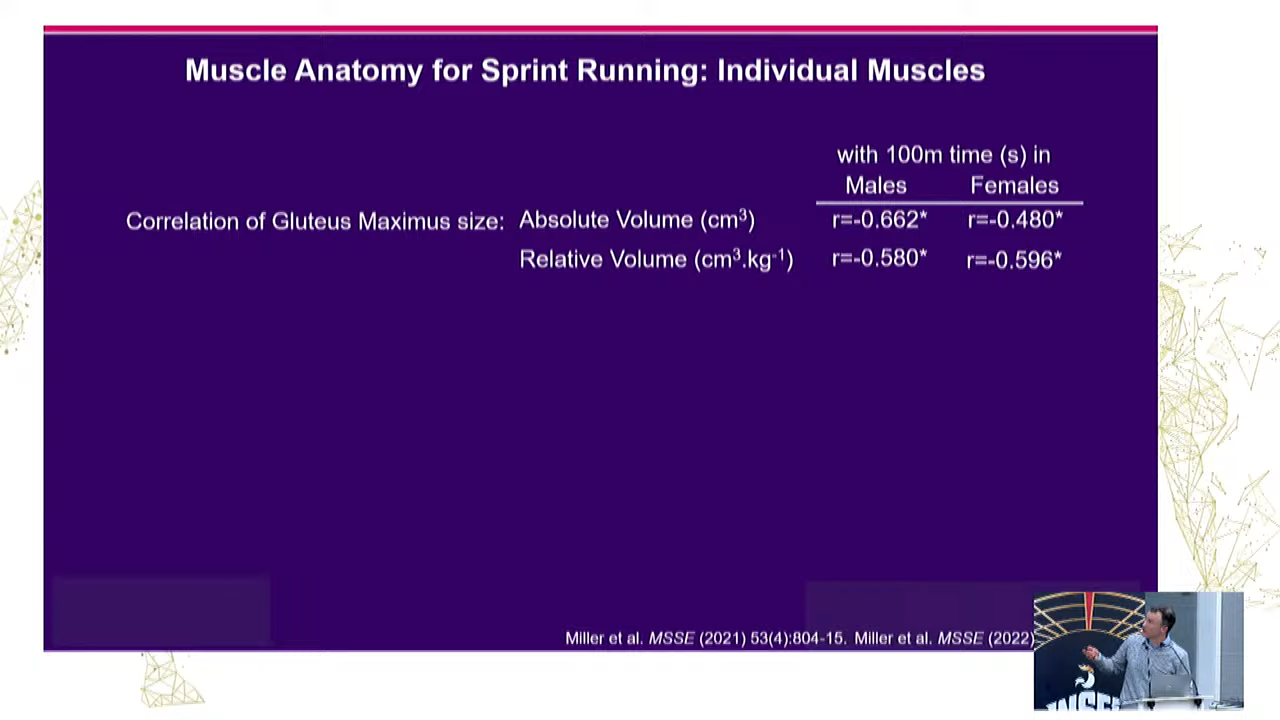 Muscle Anatomy for Sprint Running: Individual Muscles
with 100m time (s) in
Males Females
Correlation of Gluteus Maximus size: Absolute Volume (cm³) r=-0.662* r=-0.480*
Relative Volume (cm³.kg⁻¹) r=-0.580* r=-0.596*
Miller et al. MSSE (2021) 53(4):804-15. Miller et al. MSSE (2022)